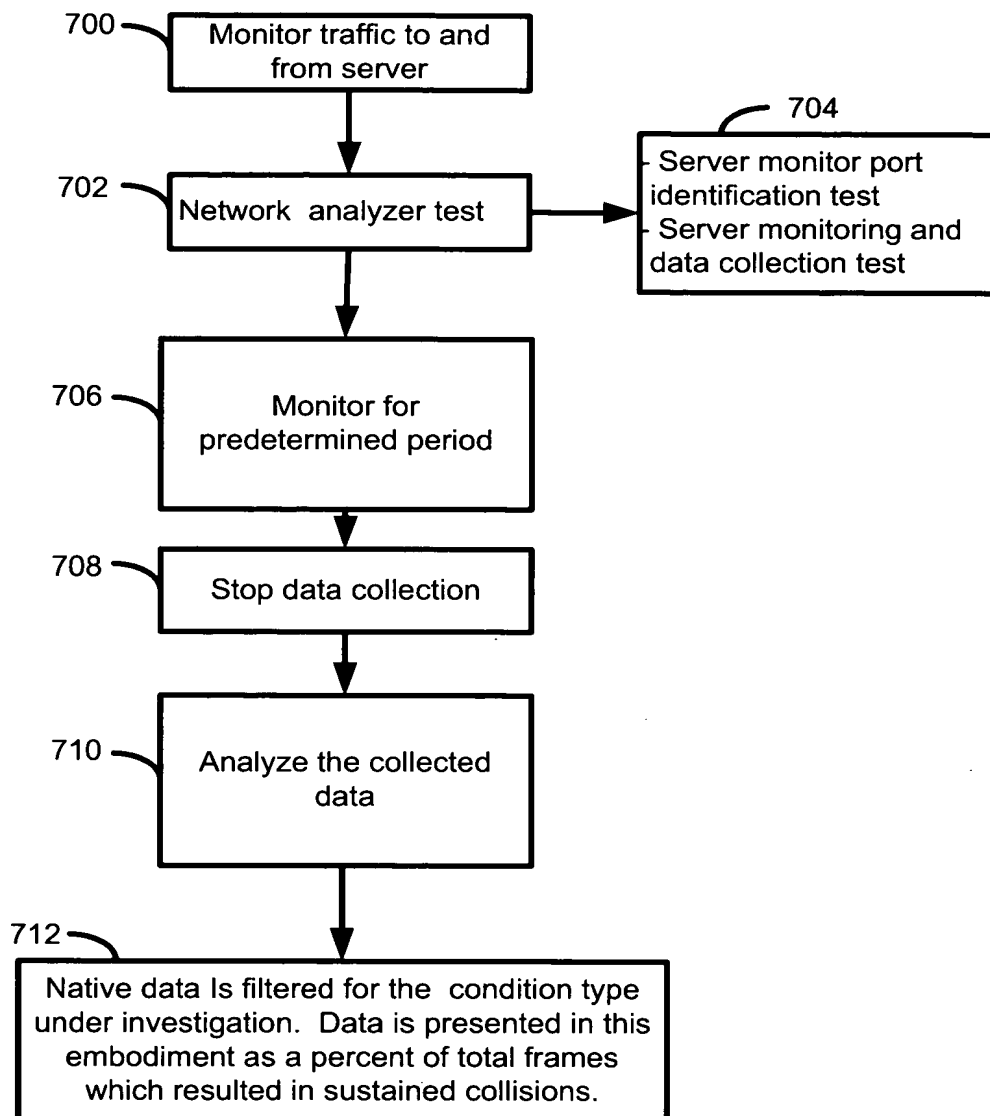 700
Monitor traffic to and
from server
704
- Server monitor port
identification test
- Server monitoring and
data collection test
702
Network analyzer test
706
Monitor for
predetermined period
708
Stop data collection
710
Analyze the collected
data
712
Native data Is filtered for the condition type
under investigation. Data is presented in this
embodiment as a percent of total frames
which resulted in sustained collisions.